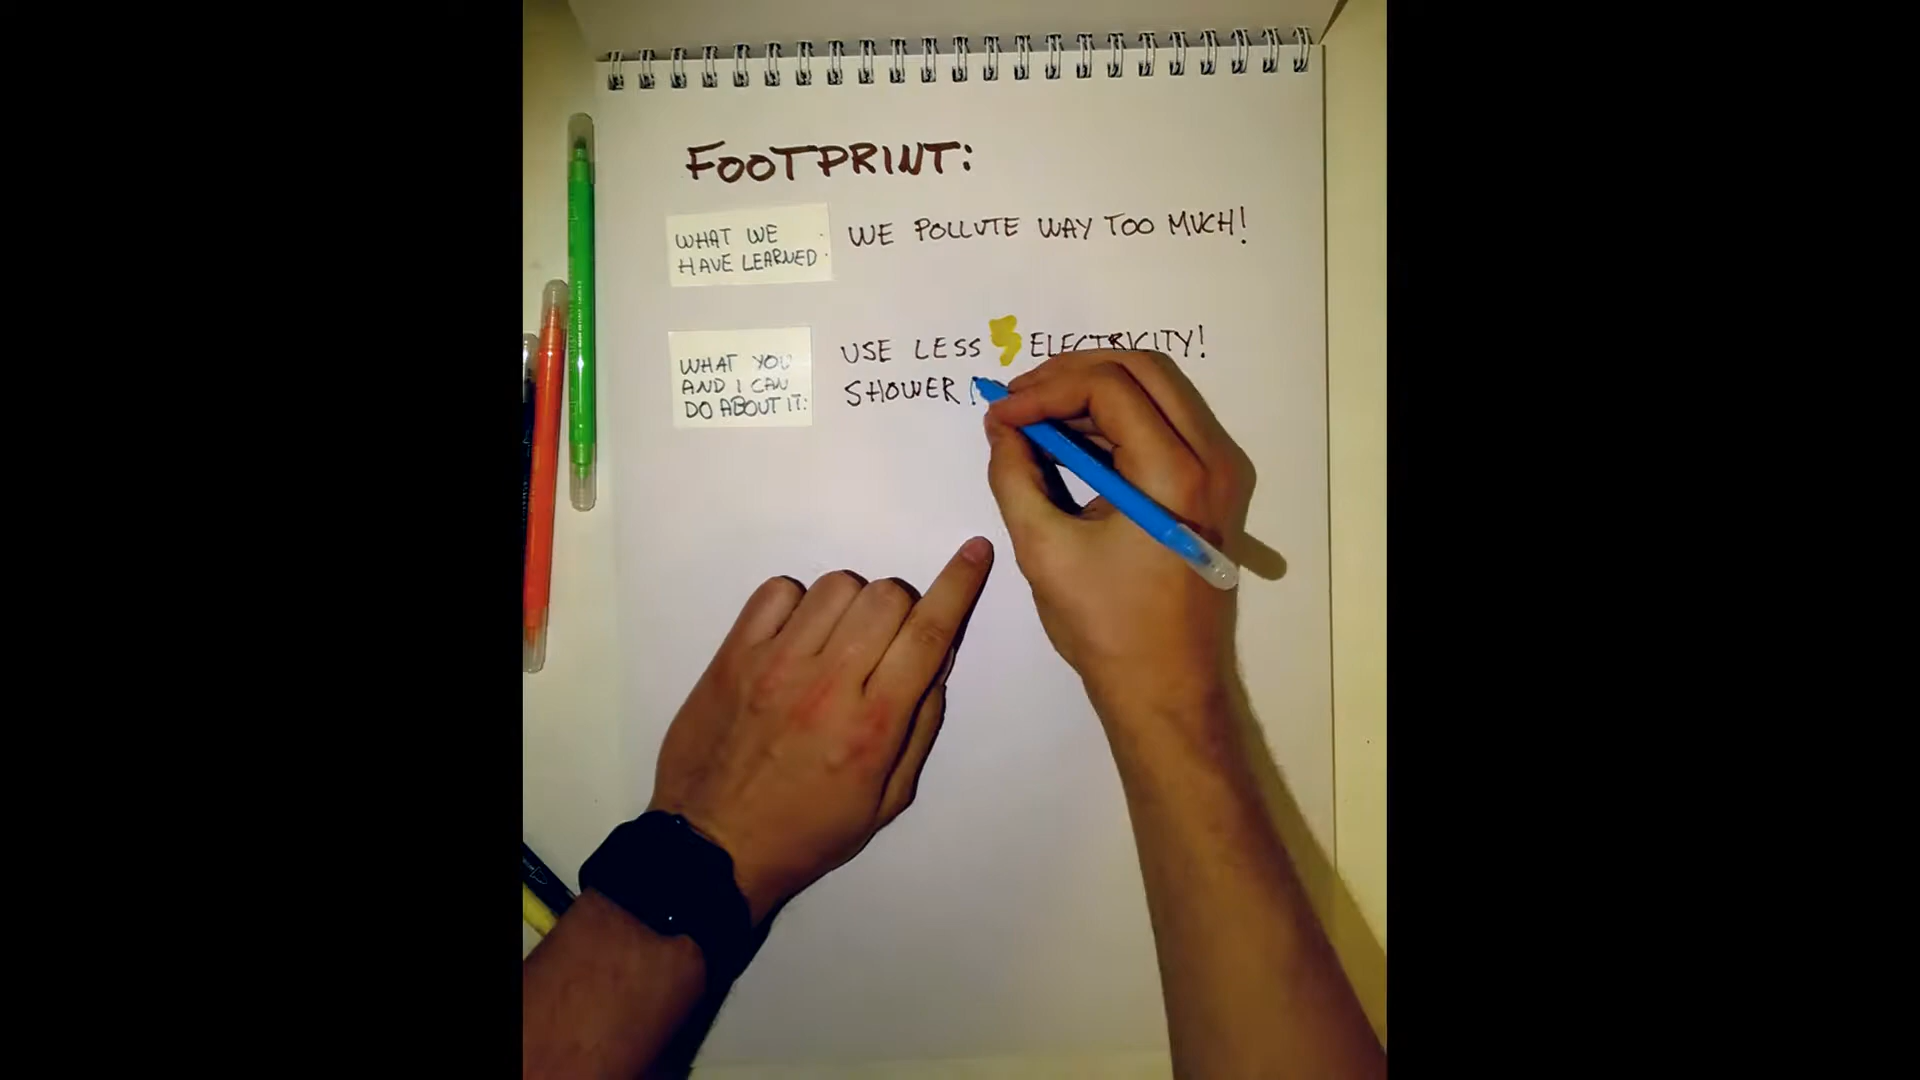 FOOTPRINT:
WHAT WE
HAVE LEARNED
WE POLLUTE WAY TOO MUCH!
WHAT YOU
AND I CAN
DO ABOUT IT:
USE LESS ELECTRICITY!
SHOWER